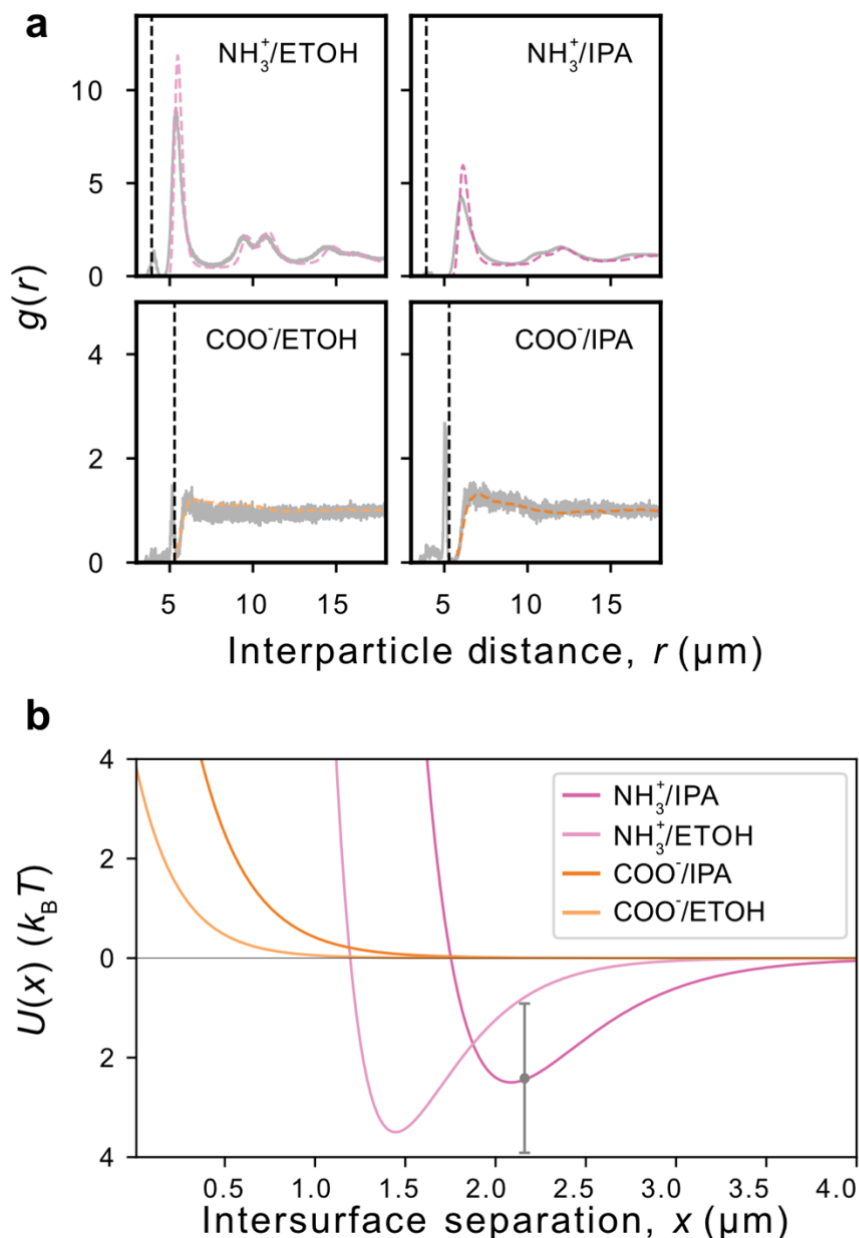 a
NH₃⁺/ETOH
NH₃⁺/IPA
10
5
0
g(r)
COO⁻/ETOH
COO⁻/IPA
4
2
0
5 10 15 5 10 15
Interparticle distance, r (μm)
b
4
2
0
2
4
U(x) (k_B T)
NH₃⁺/IPA
NH₃⁺/ETOH
COO⁻/IPA
COO⁻/ETOH
0.5 1.0 1.5 2.0 2.5 3.0 3.5 4.0
Intersurface separation, x (μm)